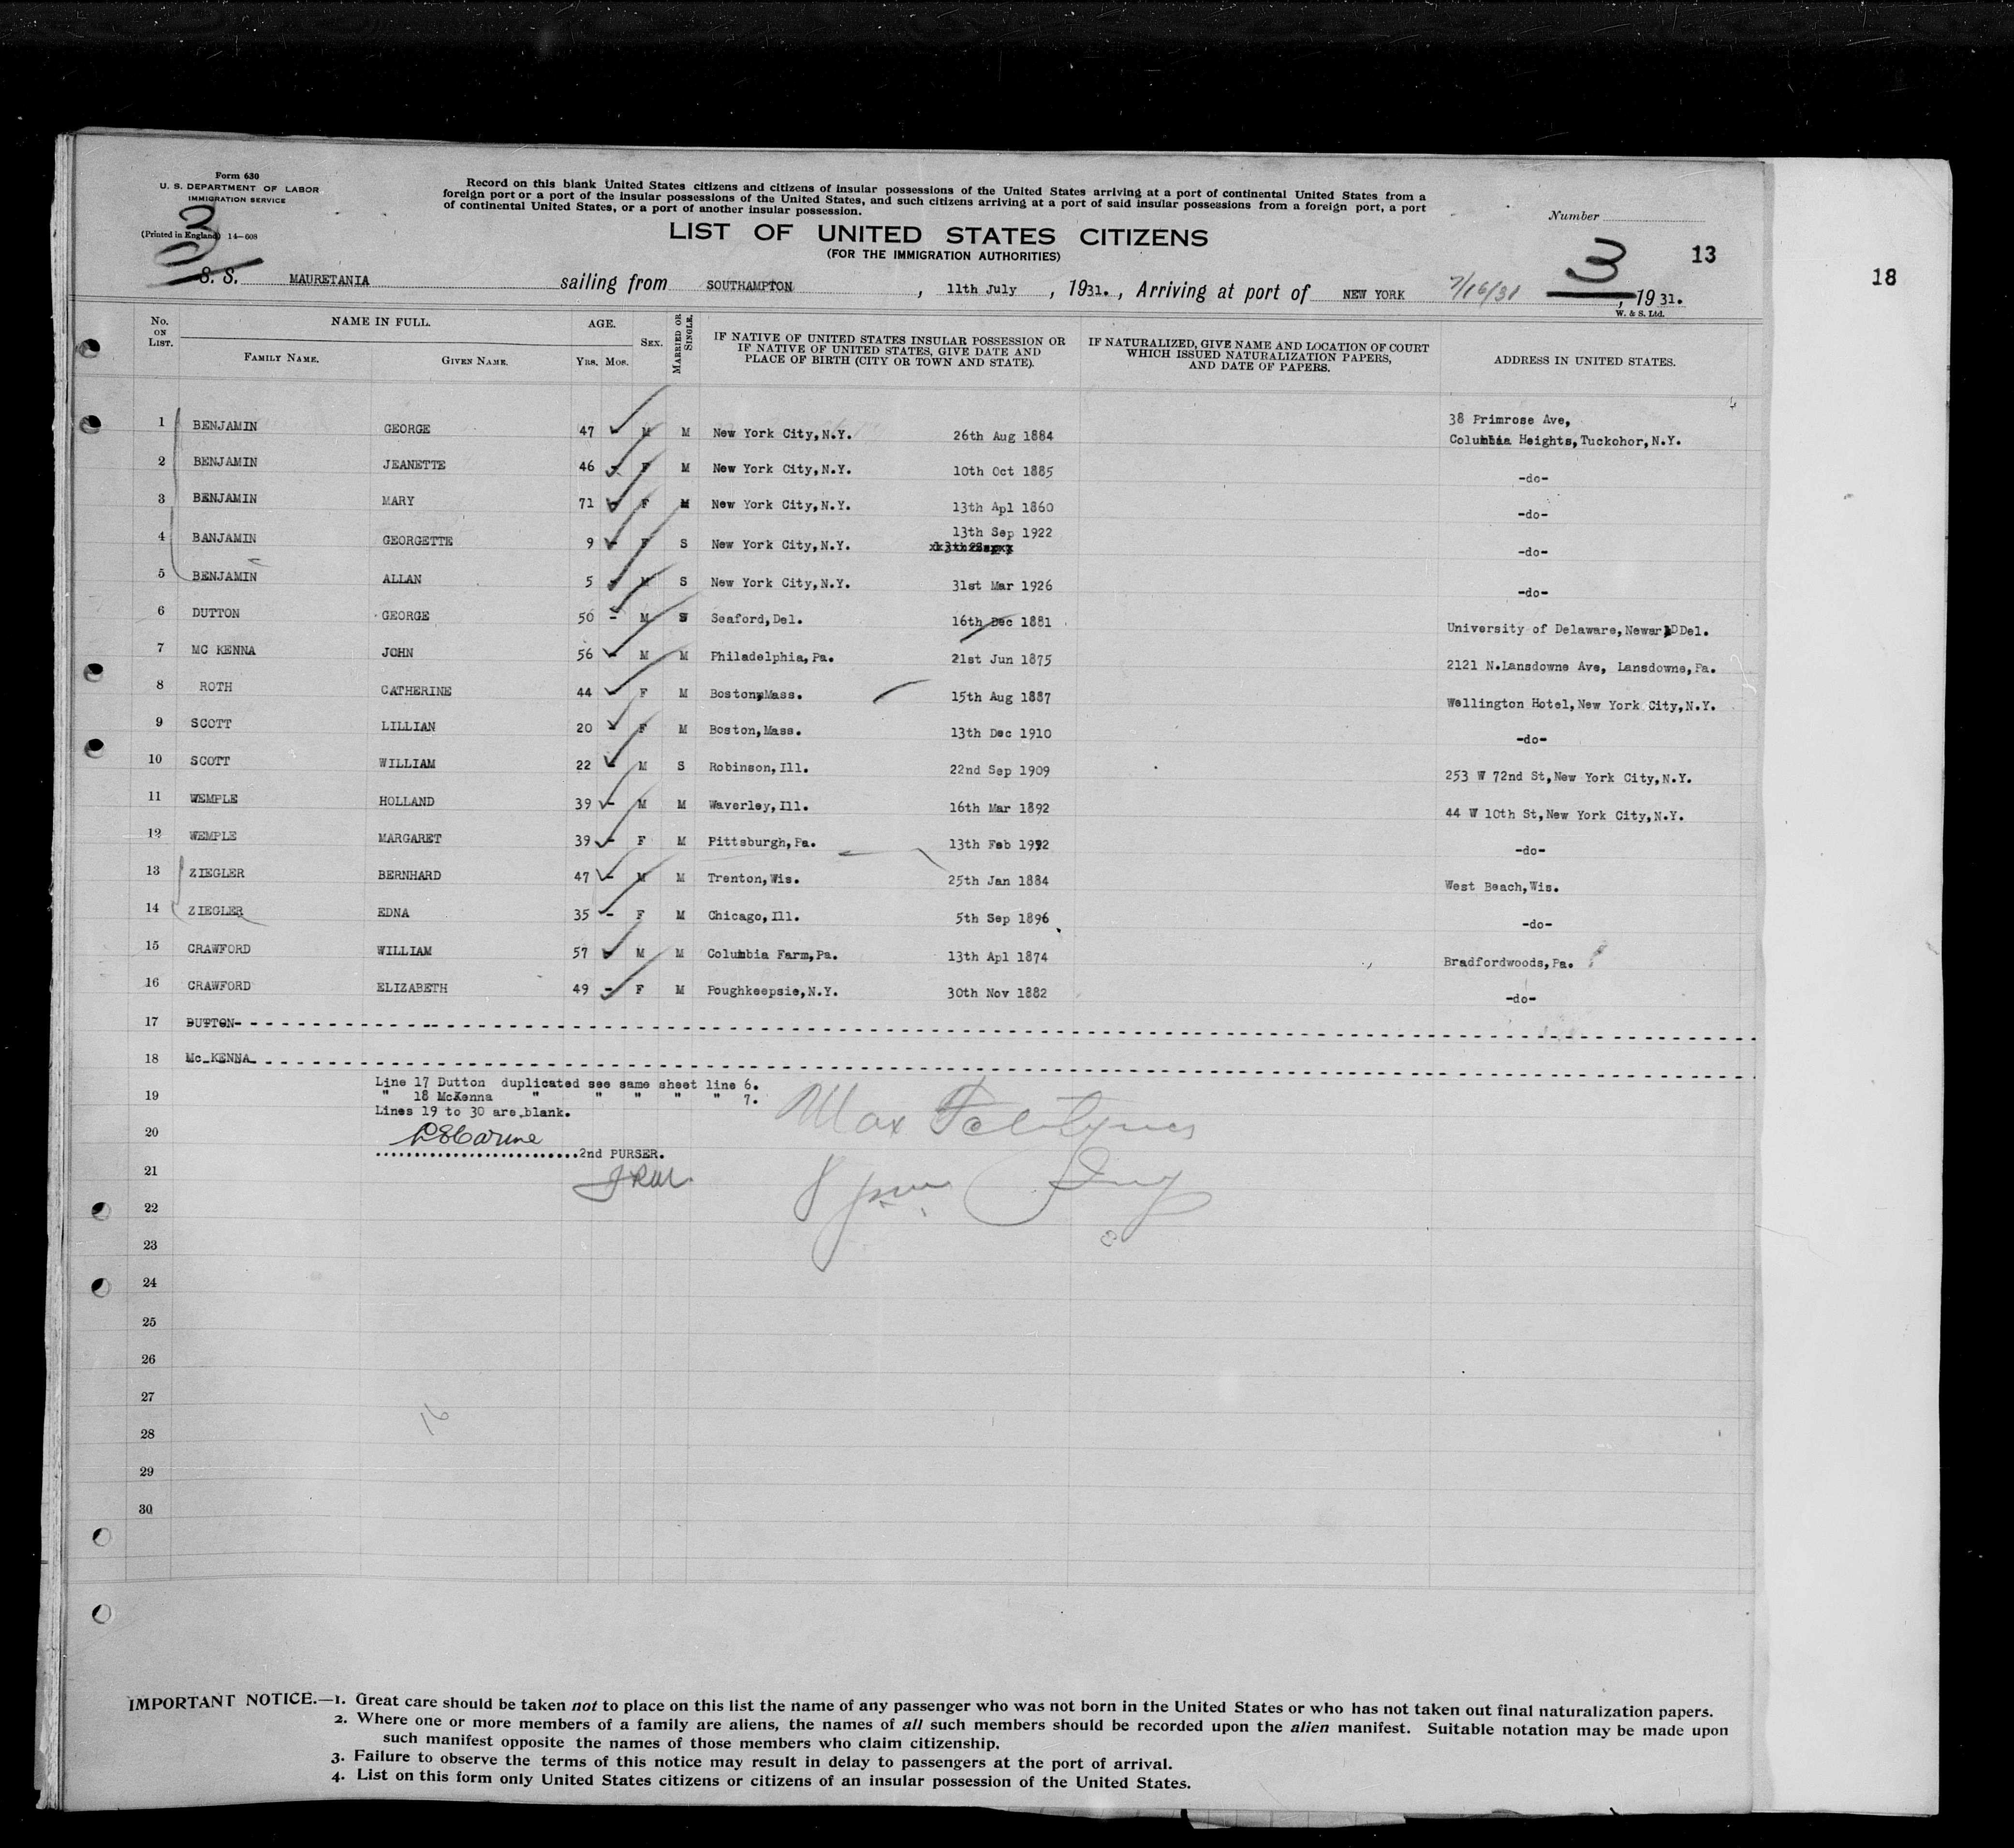 Form 630
U. S. DEPARTMENT OF LABOR
IMMIGRATION SERVICE
(Printed in England) 14—608
Record on this blank United States citizens and citizens of insular possessions of the United States arriving at a port of continental United States from a
foreign port or a port of the insular possessions of the United States, and such citizens arriving at a port of said insular possessions from a foreign port, a port
of continental United States, or a port of another insular possession.
Number
LIST OF UNITED STATES CITIZENS
(FOR THE IMMIGRATION AUTHORITIES)
3
13
18
S. S. MAURETANIA sailing from SOUTHAMPTON, 11th July, 1931., Arriving at port of NEW YORK 7/16/31, 1931.
W. & S. Ltd.
No. ON LIST. NAME IN FULL. FAMILY NAME. GIVEN NAME. AGE. Yrs. Mos. SEX. MARRIED OR SINGLE.
IF NATIVE OF UNITED STATES INSULAR POSSESSION OR
IF NATIVE OF UNITED STATES, GIVE DATE AND
PLACE OF BIRTH (CITY OR TOWN AND STATE).
IF NATURALIZED, GIVE NAME AND LOCATION OF COURT
WHICH ISSUED NATURALIZATION PAPERS,
AND DATE OF PAPERS.
ADDRESS IN UNITED STATES.
1 BENJAMIN GEORGE 47 M M New York City,N.Y. 26th Aug 1884 38 Primrose Ave,
Columbia Heights,Tuckohor,N.Y.
2 BENJAMIN JEANETTE 46 - F M New York City,N.Y. 10th Oct 1885 -do-
3 BENJAMIN MARY 71 - F M New York City,N.Y. 13th Apl 1860 -do-
4 BANJAMIN GEORGETTE 9 - F S New York City,N.Y. 13th Sep 1922 -do-
5 BENJAMIN ALLAN 5 - M S New York City,N.Y. 31st Mar 1926 -do-
6 DUTTON GEORGE 50 - M S Seaford,Del. 16th Dec 1881 University of Delaware,Newark Del.
7 MC KENNA JOHN 56 - M M Philadelphia,Pa. 21st Jun 1875 2121 N.Lansdowne Ave, Lansdowne,Pa.
8 ROTH CATHERINE 44 - F M Boston,Mass. 15th Aug 1887 Wellington Hotel,New York City,N.Y.
9 SCOTT LILLIAN 20 - F M Boston,Mass. 13th Dec 1910 -do-
10 SCOTT WILLIAM 22 - M S Robinson,Ill. 22nd Sep 1909 253 W 72nd St,New York City,N.Y.
11 WEMPLE HOLLAND 39 - M M Waverley,Ill. 16th Mar 1892 44 W 10th St,New York City,N.Y.
12 WEMPLE MARGARET 39 - F M Pittsburgh,Pa. 13th Feb 1992 -do-
13 ZIEGLER BERNHARD 47 - M M Trenton,Wis. 25th Jan 1884 West Beach,Wis.
14 ZIEGLER EDNA 35 - F M Chicago,Ill. 5th Sep 1896 -do-
15 CRAWFORD WILLIAM 57 - M M Columbia Farm,Pa. 13th Apl 1874 Bradfordwoods,Pa.
16 CRAWFORD ELIZABETH 49 - F M Poughkeepsie,N.Y. 30th Nov 1882 -do-
17 DUTTON
18 Mc KENNA
Line 17 Dutton duplicated see same sheet line 6.
" 18 McKenna " " " " " 7.
19
Lines 19 to 30 are blank.
20
2nd PURSER.
21
22
8 pm
23
24
25
26
27
16
28
29
30
IMPORTANT NOTICE.—1. Great care should be taken not to place on this list the name of any passenger who was not born in the United States or who has not taken out final naturalization papers.
2. Where one or more members of a family are aliens, the names of all such members should be recorded upon the alien manifest. Suitable notation may be made upon
such manifest opposite the names of those members who claim citizenship.
3. Failure to observe the terms of this notice may result in delay to passengers at the port of arrival.
4. List on this form only United States citizens or citizens of an insular possession of the United States.